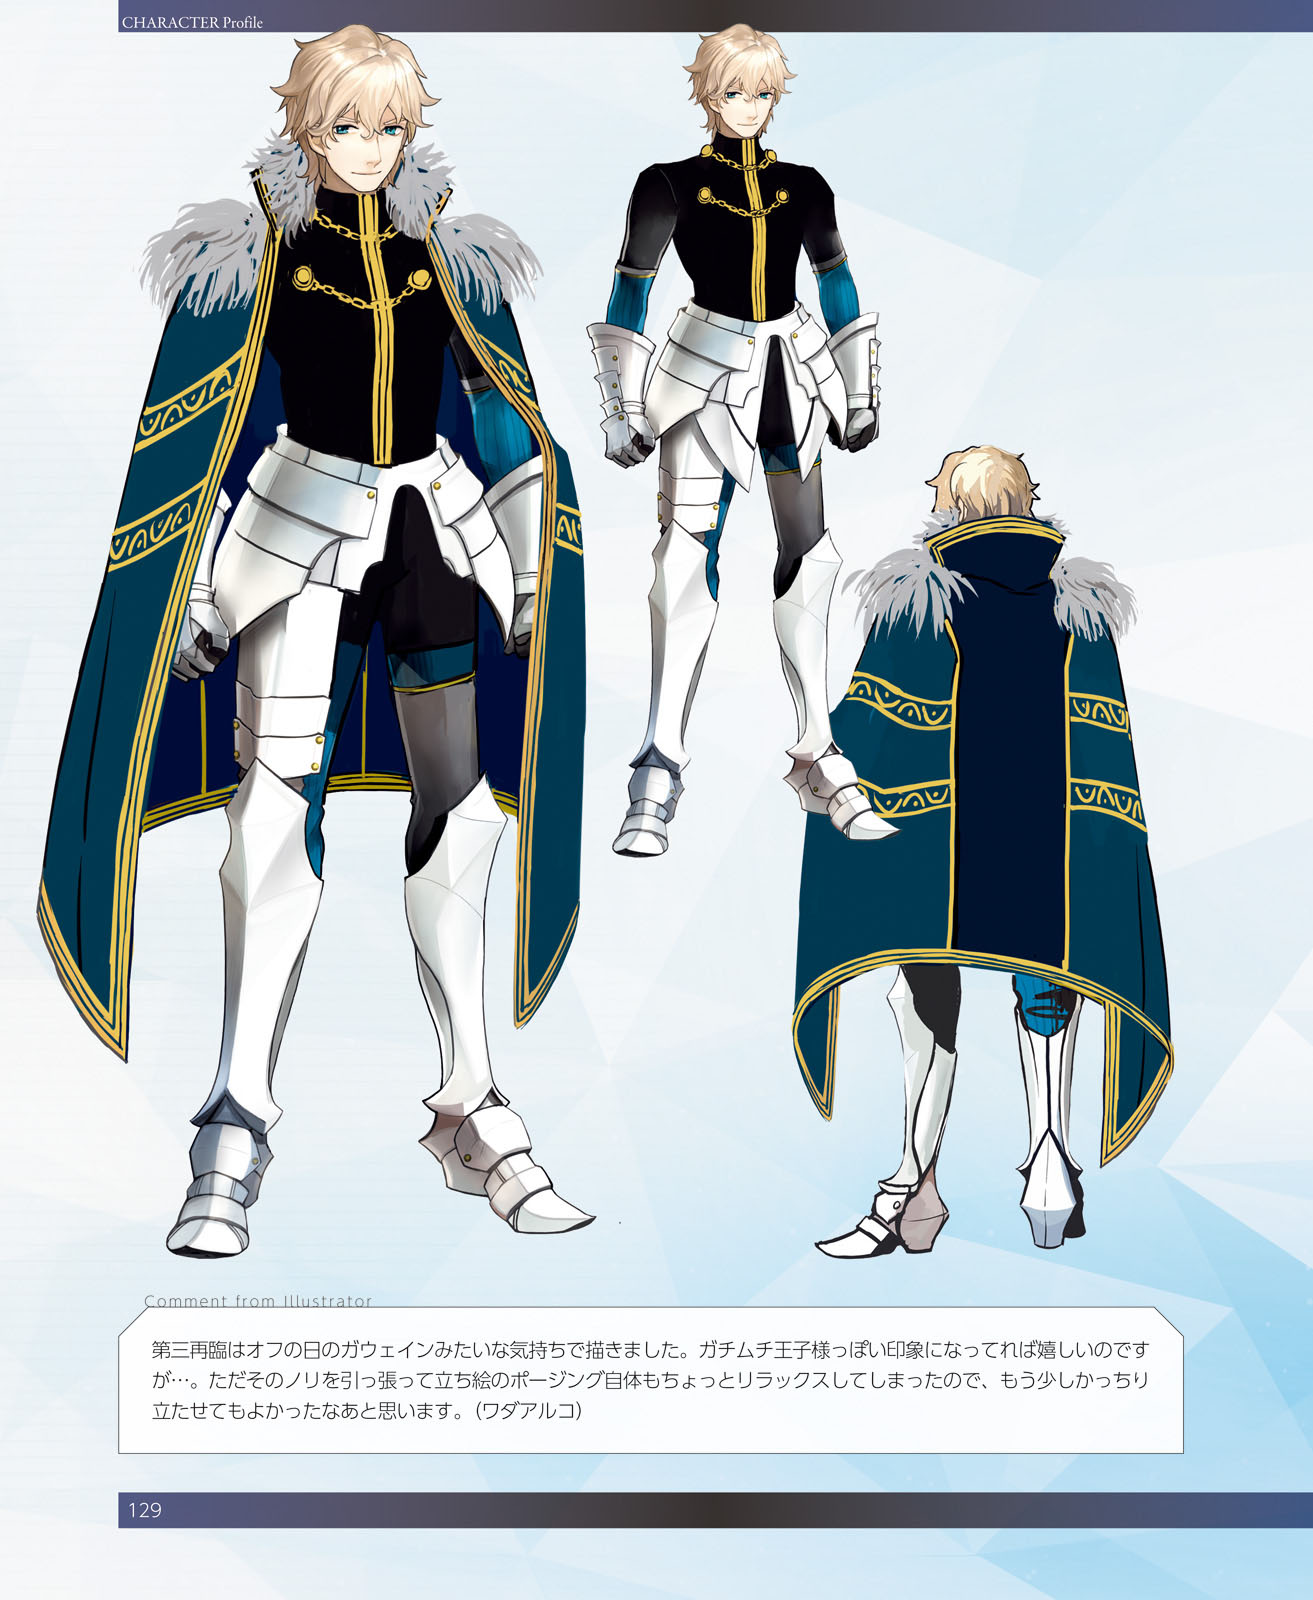 CHARACTER Profile
Comment from Illustrator
第三再臨はオフの日のガウェインみたいな気持ちで描きました。ガチムチ王子様っぽい印象になってれば嬉しいのです
が…。ただそのノリを引っ張って立ち絵のポージング自体もちょっとリラックスしてしまったので、もう少しかっちり
立たせてもよかったなあと思います。（ワダアルコ）
129